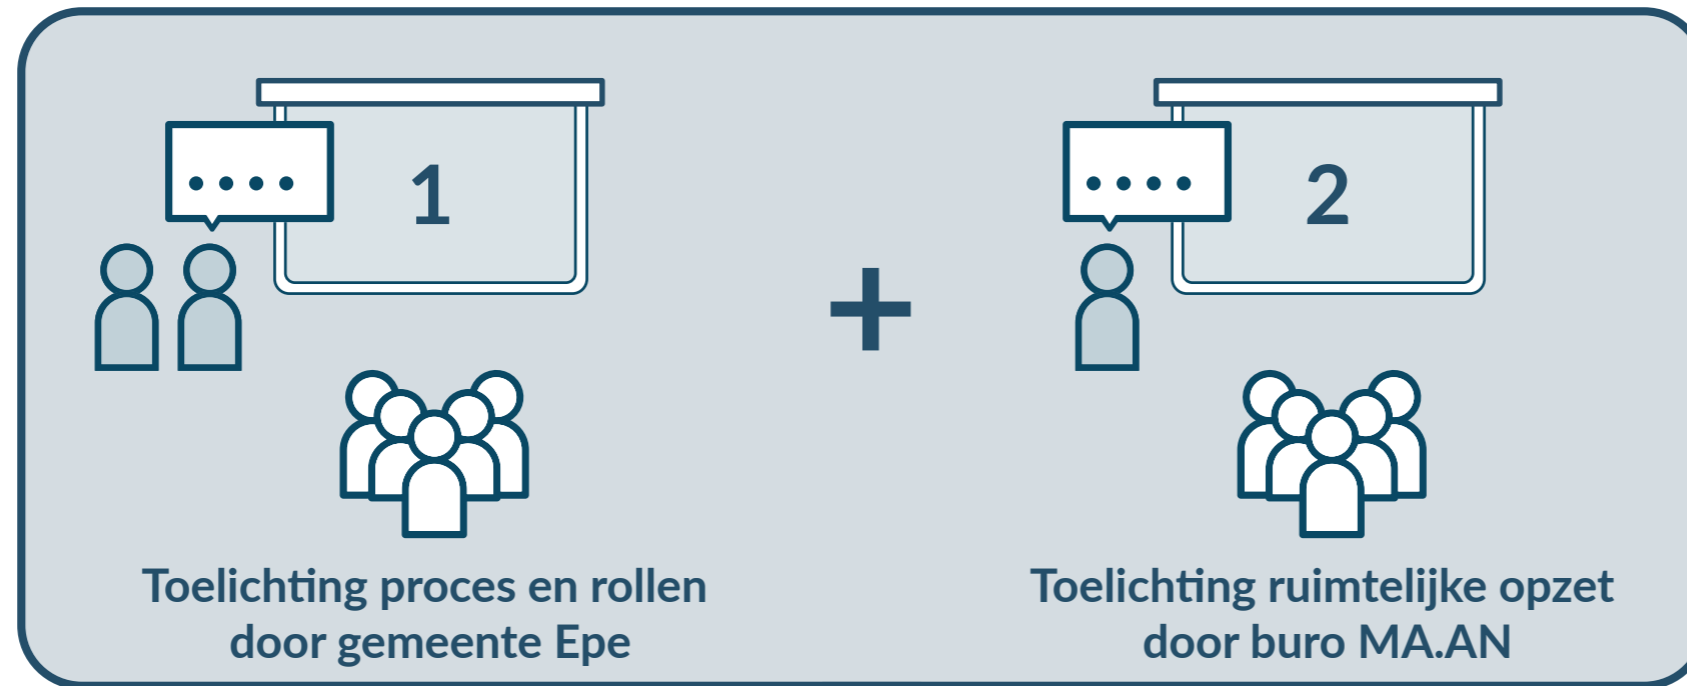 1
2
+
Toelichting proces en rollen
door gemeente Epe
Toelichting ruimtelijke opzet
door buro MA.AN